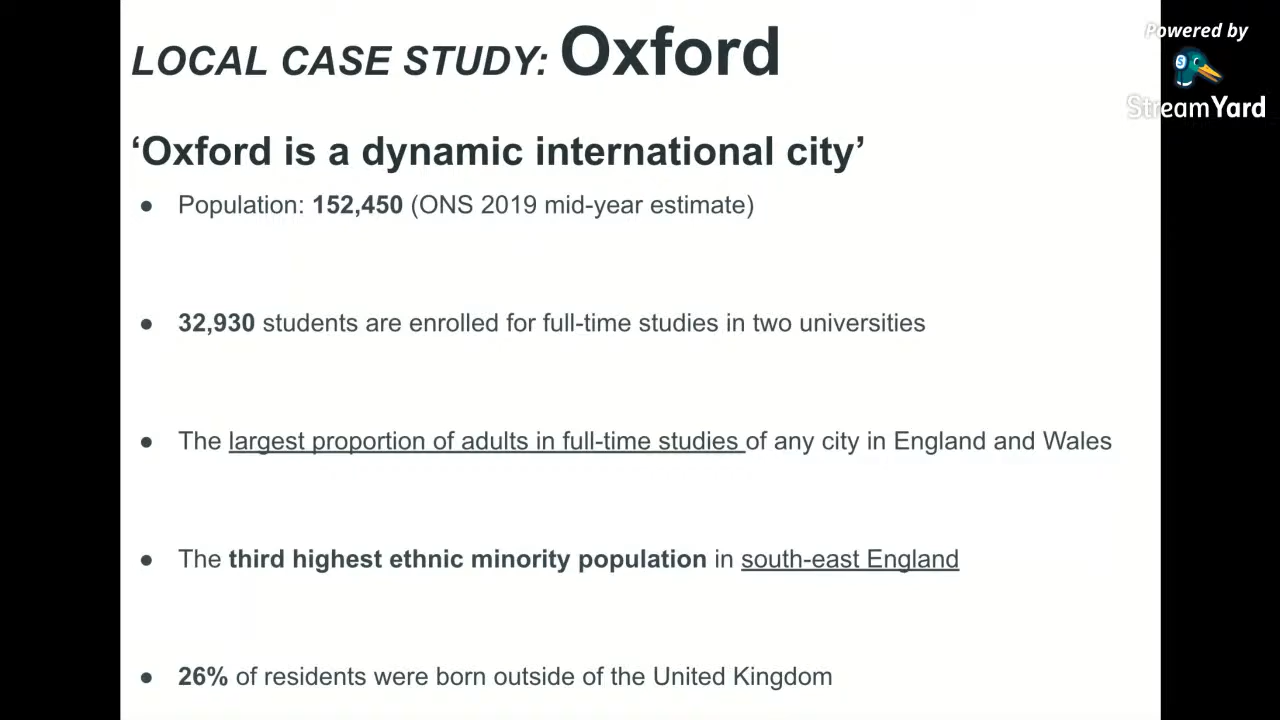 LOCAL CASE STUDY: Oxford
Powered by
StreamYard
‘Oxford is a dynamic international city’
● Population: 152,450 (ONS 2019 mid-year estimate)
● 32,930 students are enrolled for full-time studies in two universities
● The largest proportion of adults in full-time studies of any city in England and Wales
● The third highest ethnic minority population in south-east England
● 26% of residents were born outside of the United Kingdom